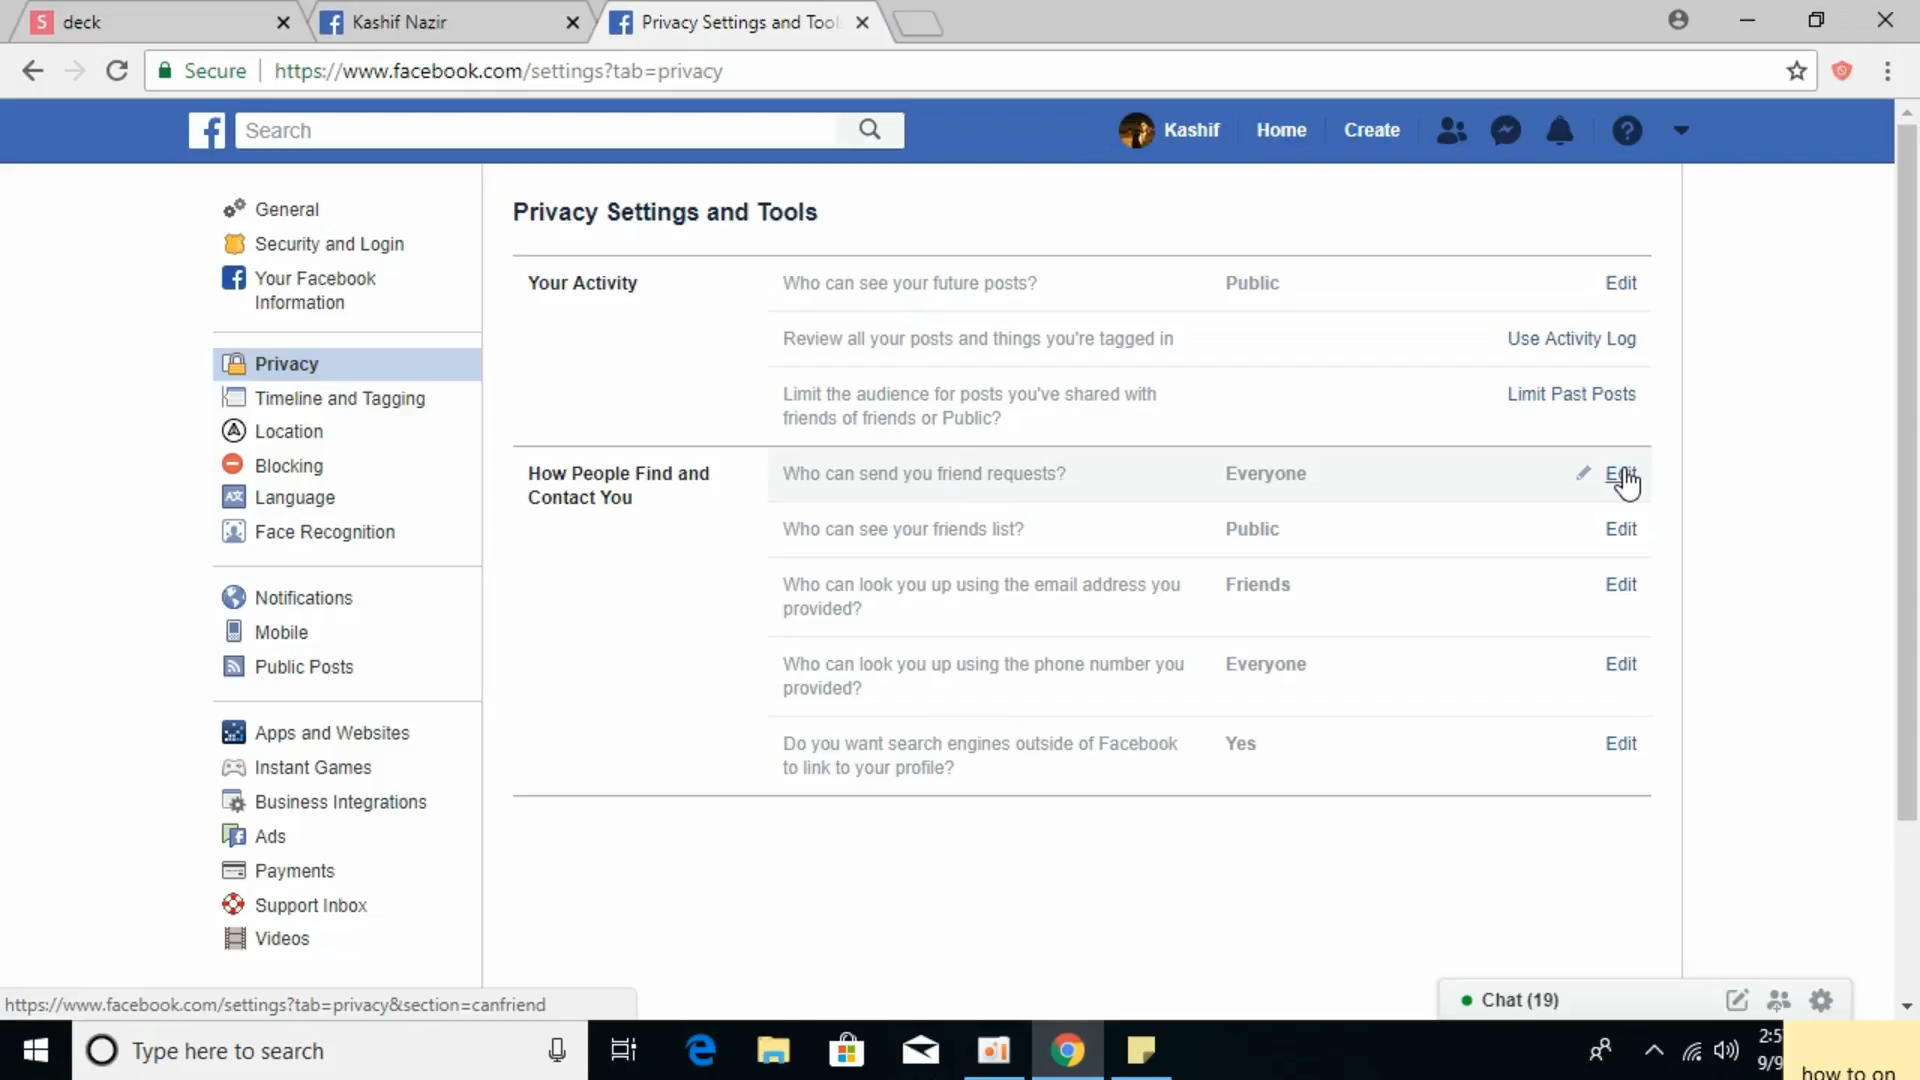 deck
Kashif Nazir
Privacy Settings and Tool
Secure
https://www.facebook.com/settings?tab=privacy
Search
Kashif
Home
Create
General
Security and Login
Your Facebook
Information
Privacy
Timeline and Tagging
Location
Blocking
Language
Face Recognition
Notifications
Mobile
Public Posts
Apps and Websites
Instant Games
Business Integrations
Ads
Payments
Support Inbox
Videos
Privacy Settings and Tools
Your Activity
Who can see your future posts?
Public
Edit
Review all your posts and things you're tagged in
Use Activity Log
Limit the audience for posts you've shared with
friends of friends or Public?
Limit Past Posts
How People Find and
Contact You
Who can send you friend requests?
Everyone
Edit
Who can see your friends list?
Public
Edit
Who can look you up using the email address you
provided?
Friends
Edit
Who can look you up using the phone number you
provided?
Everyone
Edit
Do you want search engines outside of Facebook
to link to your profile?
Yes
Edit
https://www.facebook.com/settings?tab=privacy&section=canfriend
Chat (19)
Type here to search
2:5
9/9
how to on